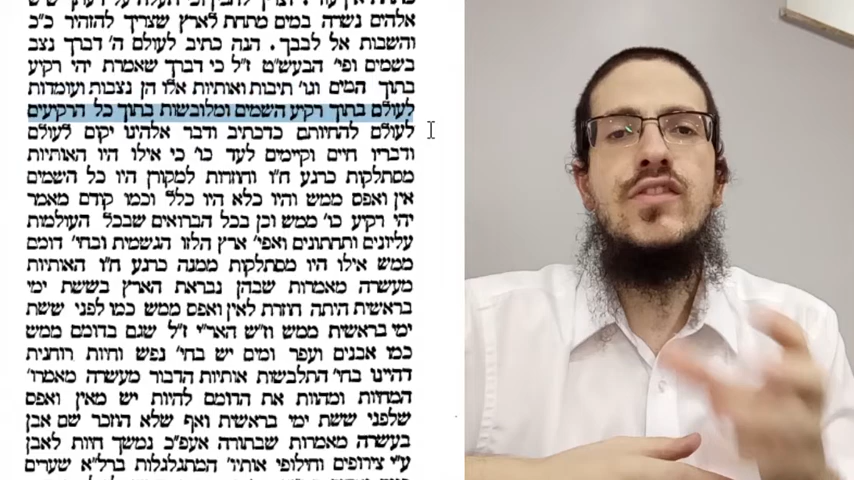 אלהים נשרה במים מתחת לארץ שצריך להזהיר כ״כ
והשבות אל לבבך. הנה כתיב לעולם ה׳ דברך נצב
בשמים ופי׳ הבעש״ט ז״ל כי דברך שאמרת יהי רקיע
בתוך המים וגו׳ תיבות ואותיות אלו הן נצבות ועומדות
לעולם בתוך רקיע השמים ומלובשות בתוך כל הרקיעים
לעולם להחיותם כדכתיב ודבר אלהינו יקום לעולם
ודבריו חיים וקיימים לעד כו׳ כי אילו היו האותיות
מסתלקות כרגע ח״ו וחוזרות למקורן היו כל השמים
אין ואפס ממש והיו כלא היו כלל וכמו קודם מאמר
יהי רקיע כו׳ ממש וכן בכל הברואים שבכל העולמות
עליונים ותחתונים ואפי׳ ארץ הלזו הגשמית ובחי׳ דומם
ממש אילו היו מסתלקות ממנה כרגע ח״ו האותיות
מעשרה מאמרות שבהן נבראת הארץ בששת ימי
בראשית היתה חוזרת לאין ואפס ממש כמו לפני ששת
ימי בראשית ממש וז״ש האר״י ז״ל שגם בדומם ממש
כמו אבנים ועפר ומים יש בחי׳ נפש וחיות רוחנית
דהיינו בחי׳ התלבשות אותיות הדבור מעשרה מאמרו׳
המחיות ומהוות את הדומם להיות יש מאין ואפס
שלפני ששת ימי בראשית ואף שלא הוזכר שם אבן
בעשרה מאמרות שבתורה אעפ״כ נמשך חיות לאבן
ע״י צירופים וחילופי אותיו׳ המתגלגלות ברל״א שערים